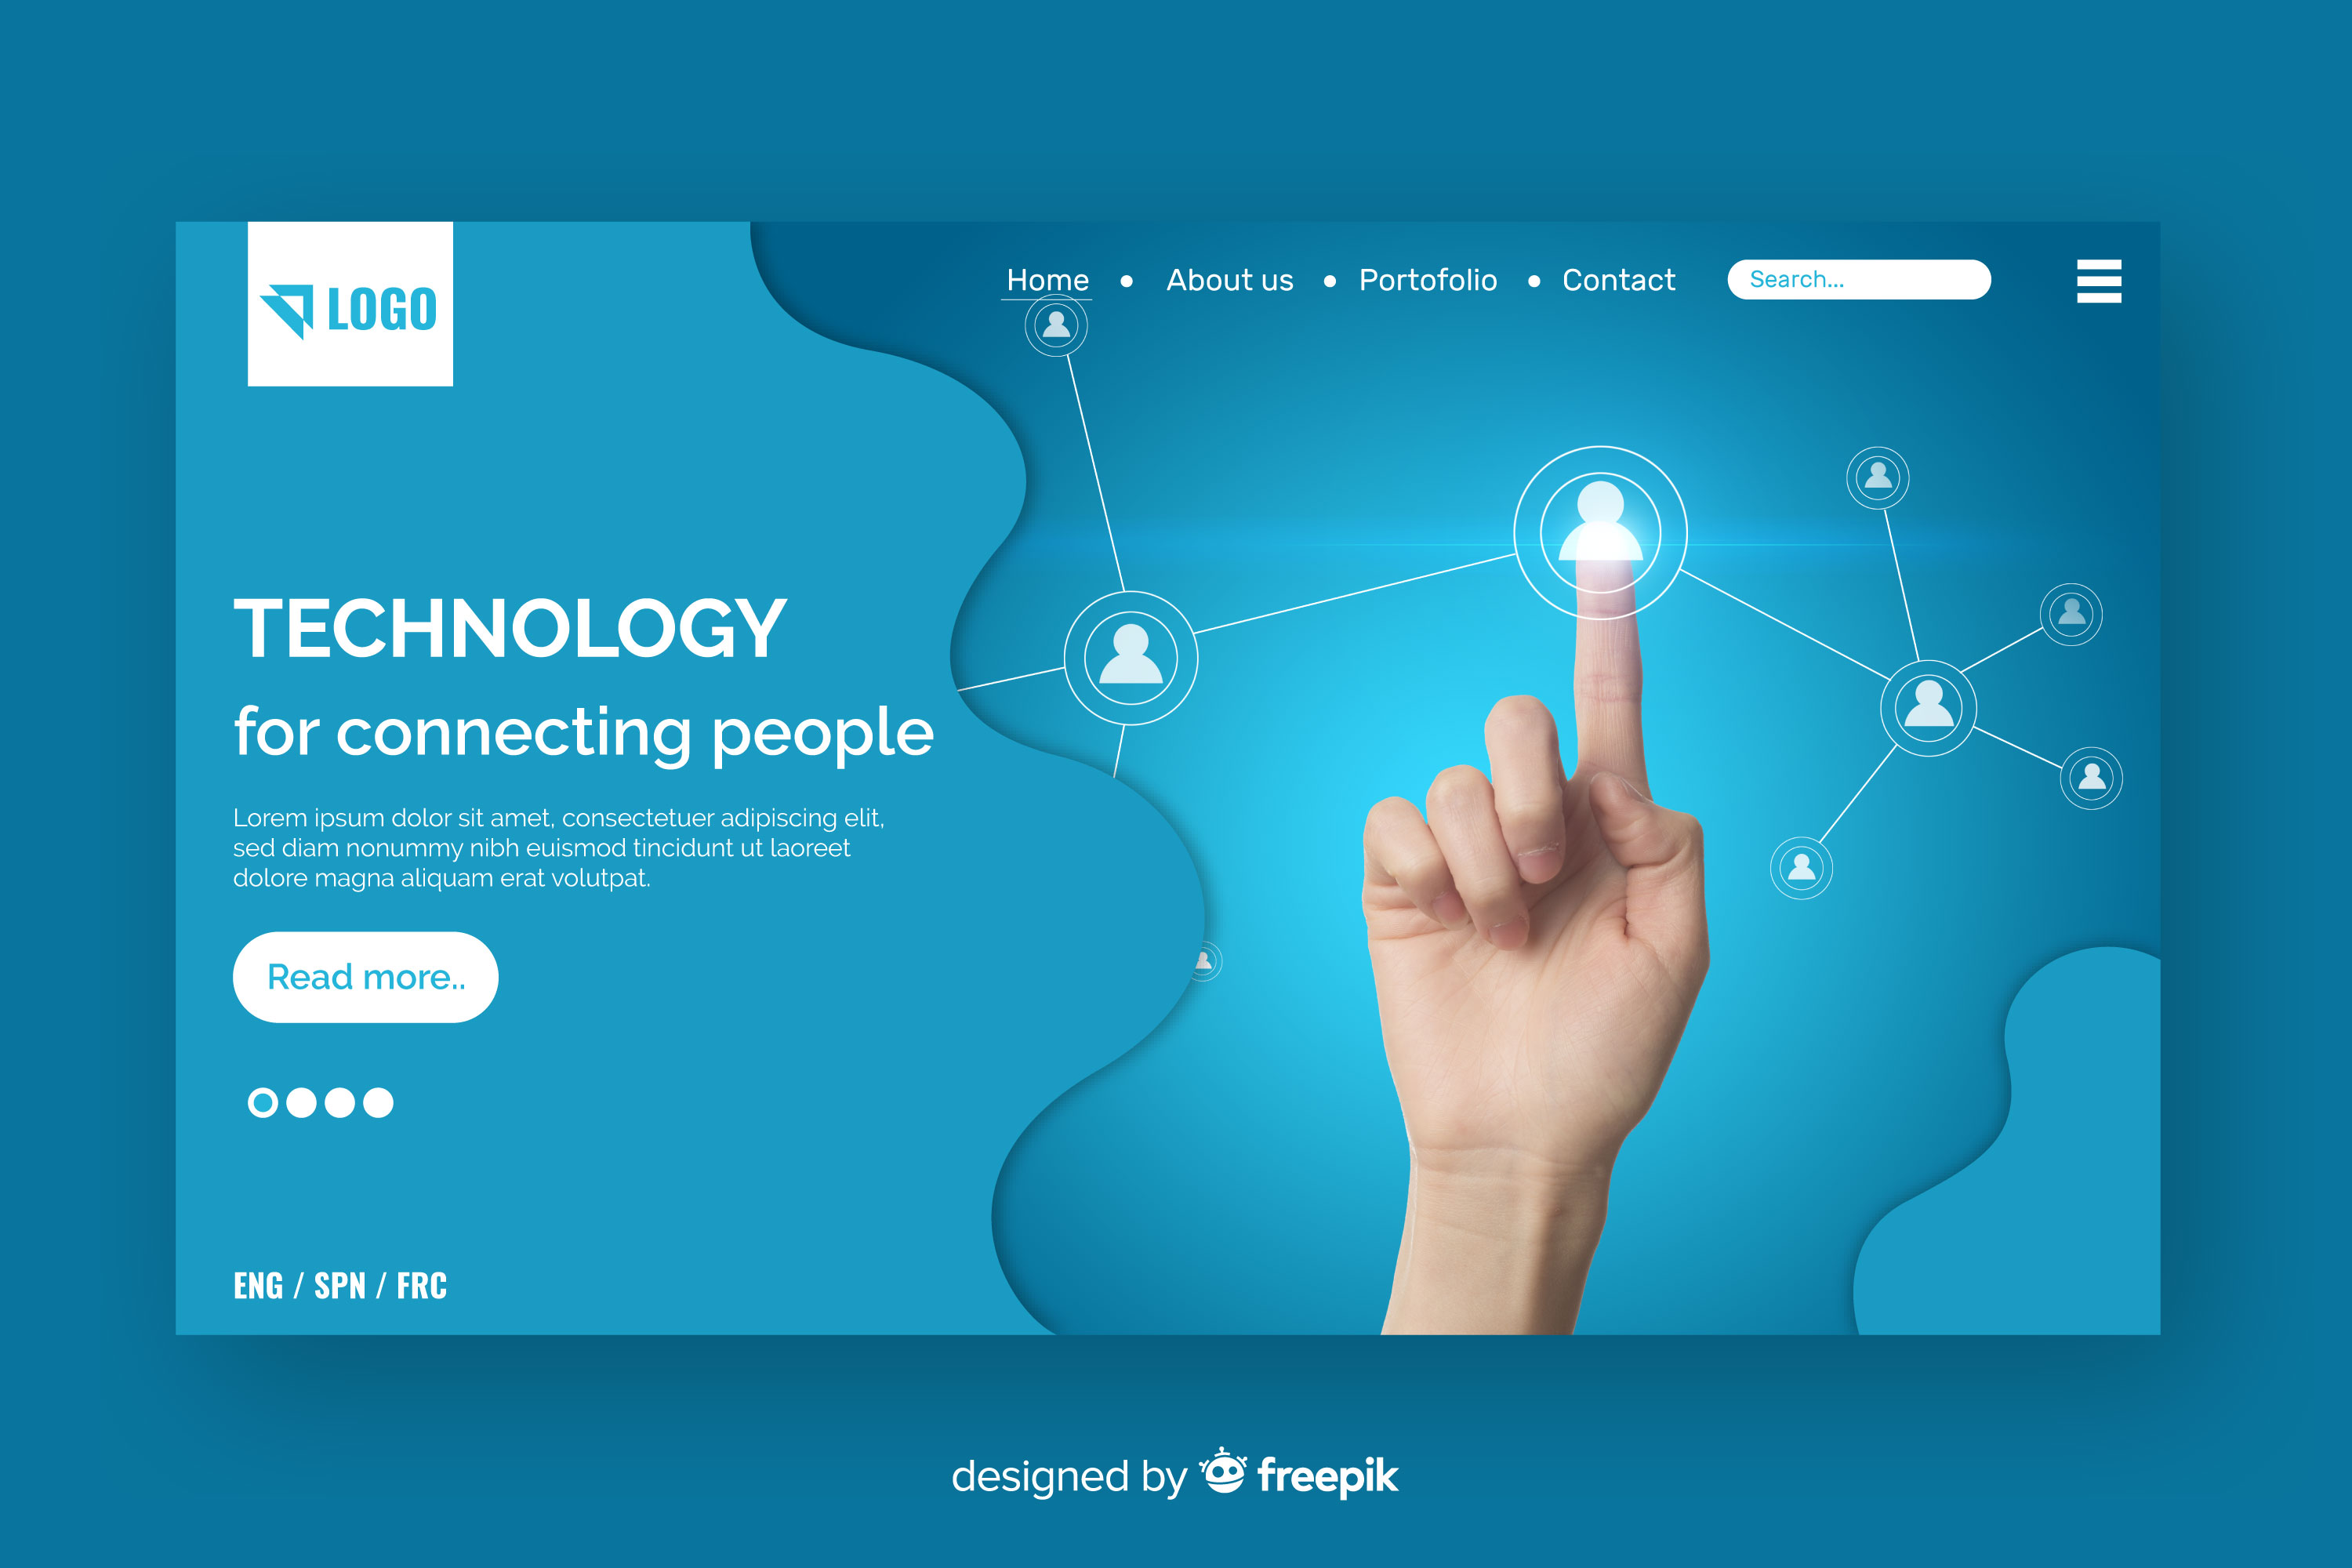 LOGO
Home • About us • Portofolio • Contact
Search...
TECHNOLOGY
for connecting people
Lorem ipsum dolor sit amet, consectetuer adipiscing elit,
sed diam nonummy nibh euismod tincidunt ut laoreet
dolore magna aliquam erat volutpat.
Read more..
ENG / SPN / FRC
designed by freepik